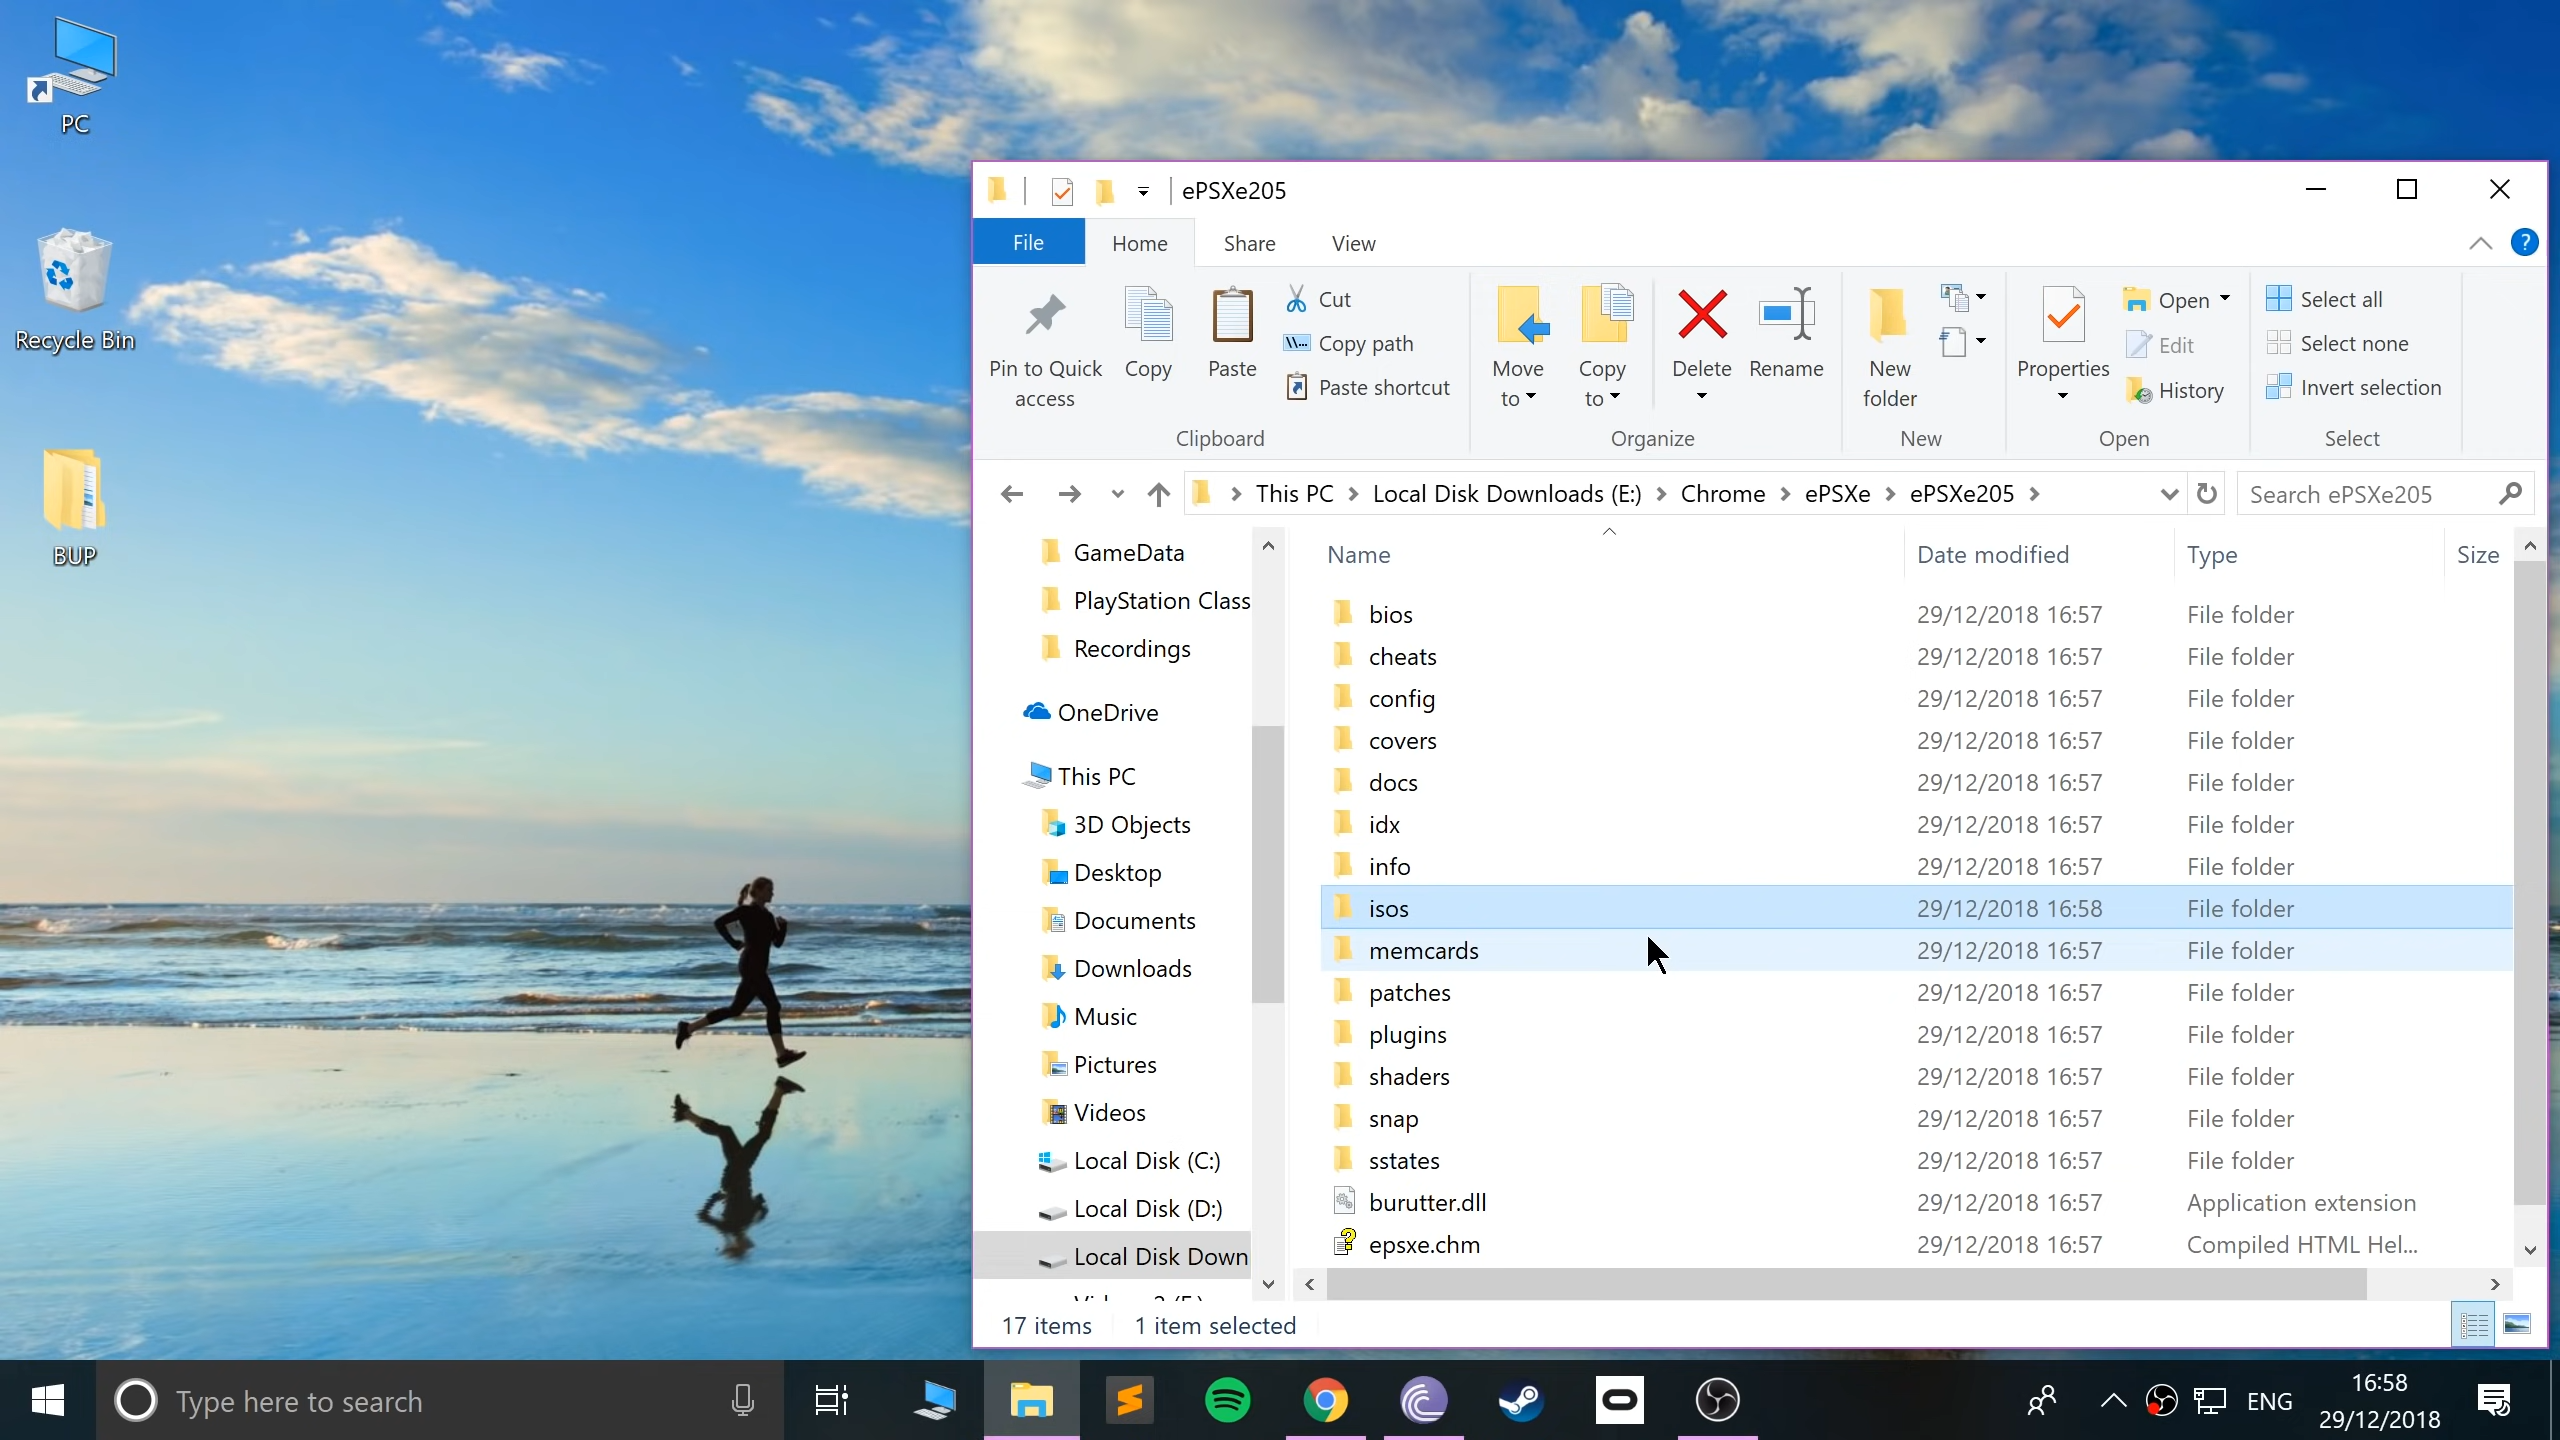 PC
Recycle Bin
BUP
ePSXe205
File
Home
Share
View
?
Pin to Quick
access
Copy
Paste
Cut
Copy path
Paste shortcut
Clipboard
Move
to
Copy
to
Delete
Rename
Organize
New
folder
New
Properties
Open
Edit
History
Open
Select all
Select none
Invert selection
Select
This PC
Local Disk Downloads (E:)
Chrome
ePSXe
ePSXe205
Search ePSXe205
GameData
PlayStation Class
Recordings
OneDrive
This PC
3D Objects
Desktop
Documents
Downloads
Music
Pictures
Videos
Local Disk (C:)
Local Disk (D:)
Local Disk Down
Name Date modified Type Size
bios 29/12/2018 16:57 File folder
cheats 29/12/2018 16:57 File folder
config 29/12/2018 16:57 File folder
covers 29/12/2018 16:57 File folder
docs 29/12/2018 16:57 File folder
idx 29/12/2018 16:57 File folder
info 29/12/2018 16:57 File folder
isos 29/12/2018 16:58 File folder
memcards 29/12/2018 16:57 File folder
patches 29/12/2018 16:57 File folder
plugins 29/12/2018 16:57 File folder
shaders 29/12/2018 16:57 File folder
snap 29/12/2018 16:57 File folder
sstates 29/12/2018 16:57 File folder
burutter.dll 29/12/2018 16:57 Application extension
epsxe.chm 29/12/2018 16:57 Compiled HTML Hel...
17 items 1 item selected
Type here to search
ENG
16:58
29/12/2018